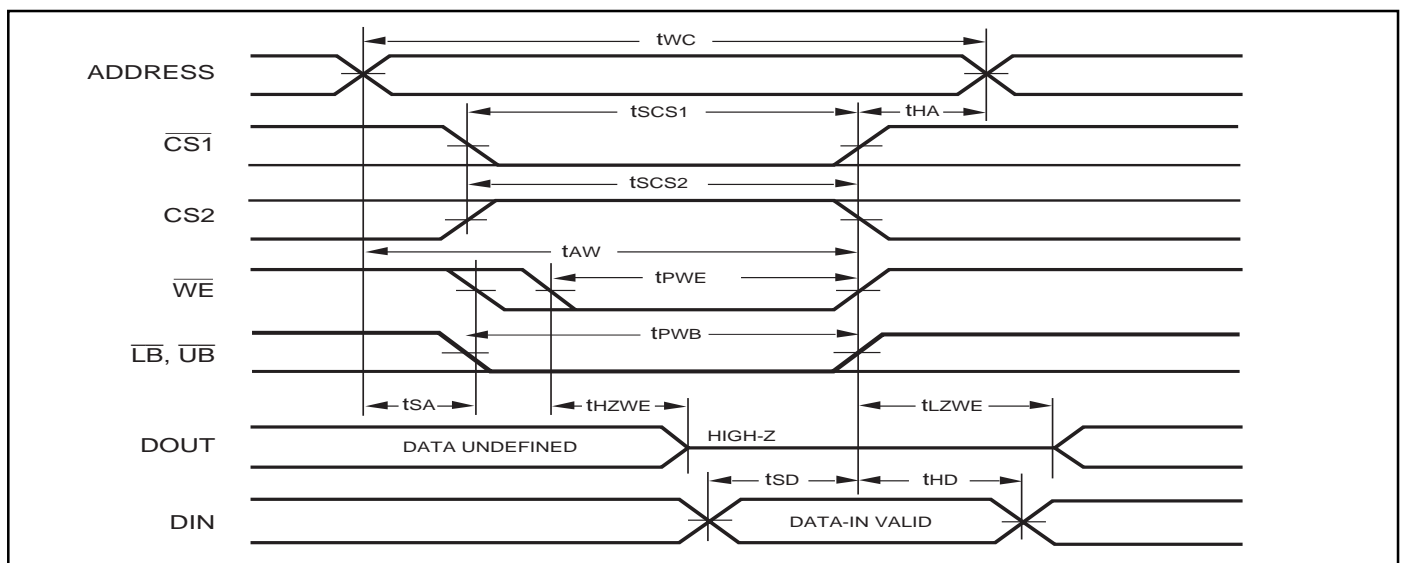 tWC
ADDRESS
tSCS1
tHA
CS1
tSCS2
CS2
tAW
tPWE
WE
tPWB
LB, UB
tSA
tHZWE
tLZWE
DOUT
DATA UNDEFINED
HIGH-Z
tSD
tHD
DIN
DATA-IN VALID